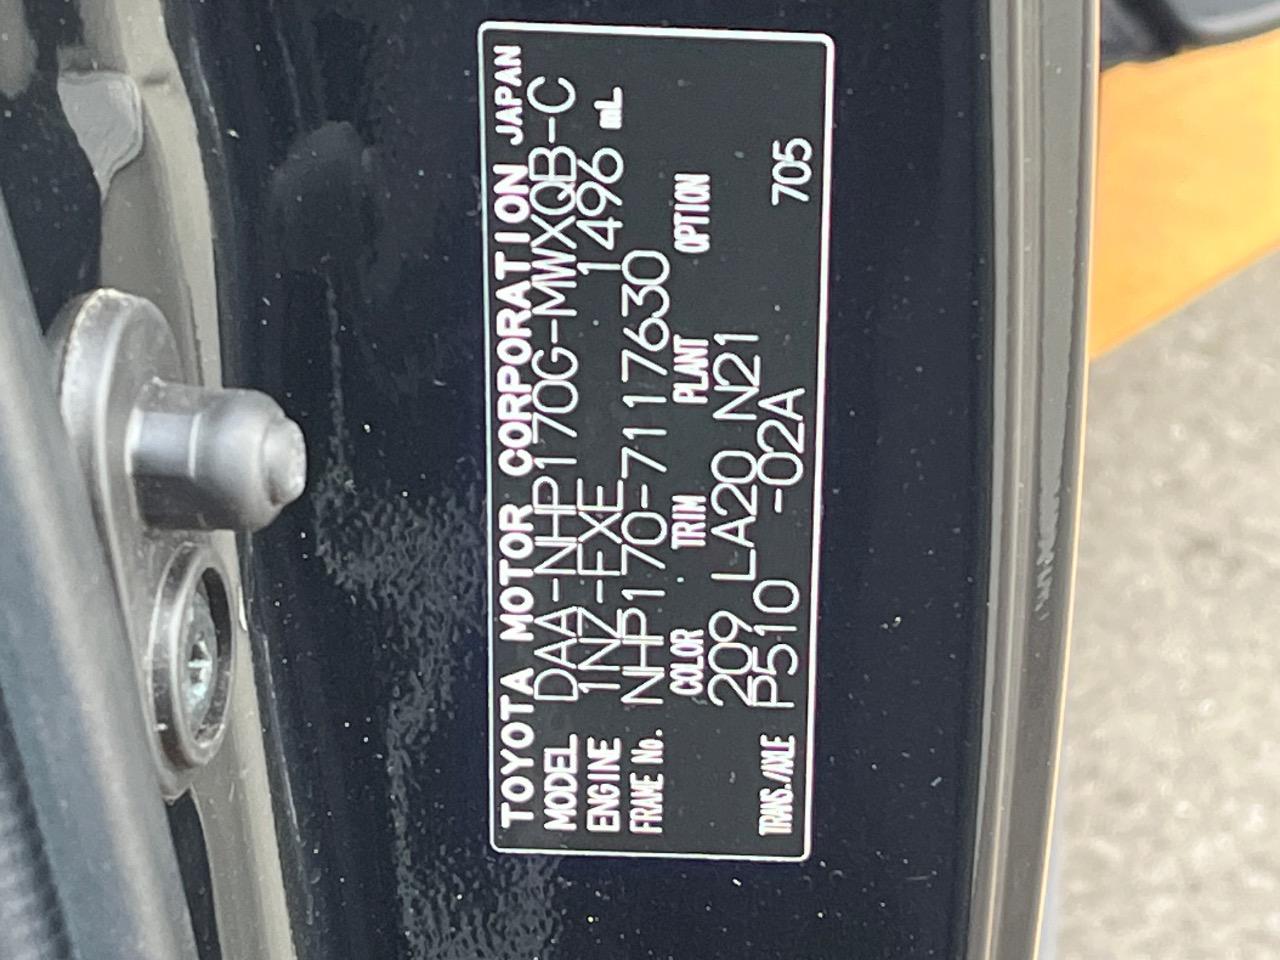 TOYOTA MOTOR CORPORATION JAPAN
MODEL DAA-NHP170G-MWXQB-C
ENGINE 1NZ-FXE 1496 mL
FRAME No. NHP170-7117630
COLOR TRIM PLANT OPTION
209 LA20 N21
TRANS./AXLE P510 -02A 705